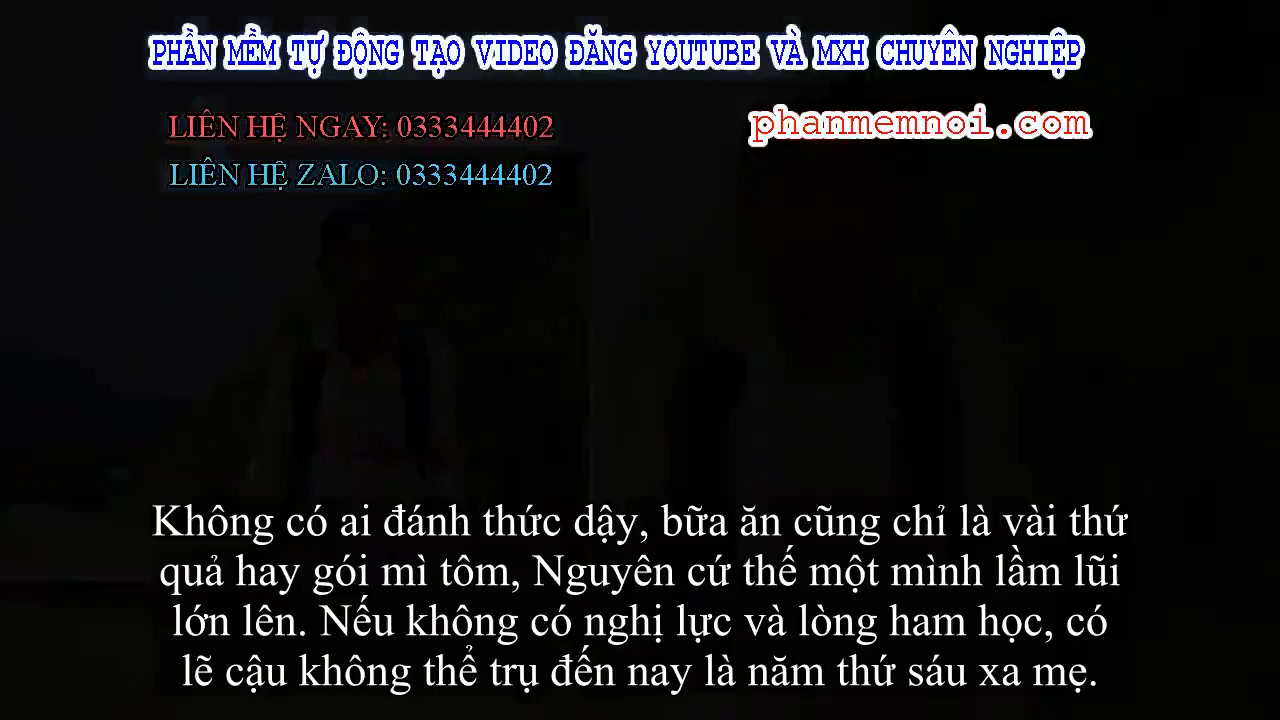 PHẦN MỀM TỰ ĐỘNG TẠO VIDEO ĐĂNG YOUTUBE VÀ MXH CHUYÊN NGHIỆP
LIÊN HỆ NGAY; 0333444402
phanmemnoi.com
LIÊN HỆ ZALO: 0333444402
Không có ai đánh thức dậy, bữa ăn cũng chỉ là vài thứ
quả hay gói mì tôm, Nguyên cứ thế một mình lầm lũi
lớn lên. Nếu không có nghị lực và lòng ham học, có
lẽ cậu không thể trụ đến nay là năm thứ sáu xa mẹ.